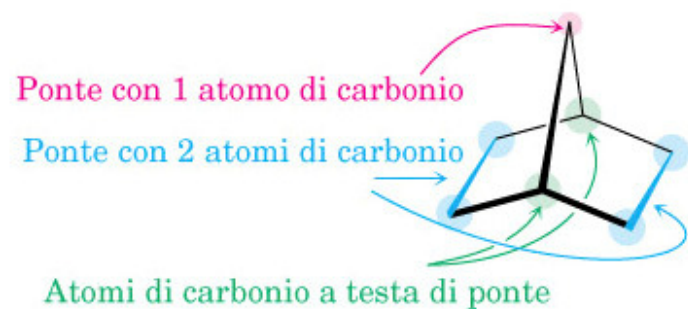 Ponte con 1 atomo di carbonio
Ponte con 2 atomi di carbonio
Atomi di carbonio a testa di ponte